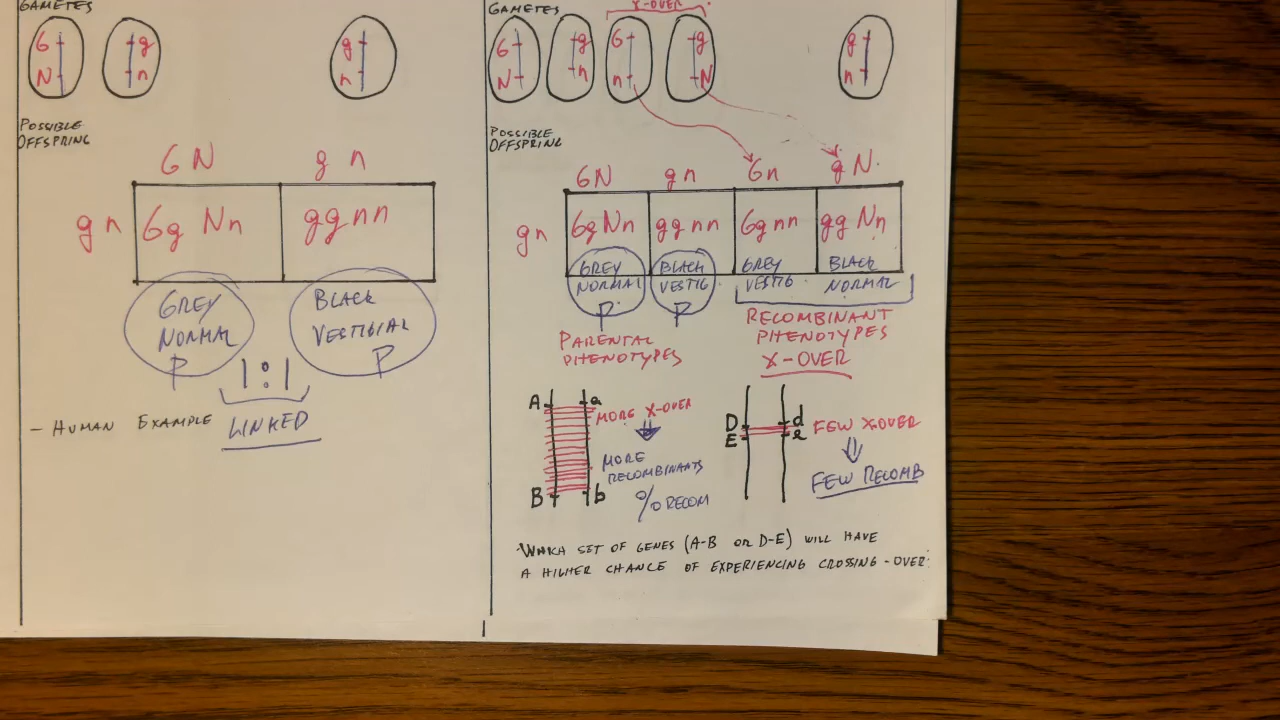 GAMETES
G g g
N n n
POSSIBLE
OFFSPRING
GN gn
gn Gg Nn gg nn
GREY
NORMAL
P
BLACK
VESTIGIAL
P
1:1
LINKED
- HUMAN EXAMPLE
X-OVER
GAMETES
G g G g g
N n n N n
POSSIBLE
OFFSPRING
GN gn Gn gN
gn Gg Nn gg nn Gg nn gg Nn
GREY
NORMAL
P
BLACK
VESTIG
P
GREY
VESTIG
BLACK
NORMAL
PARENTAL
PHENOTYPES
RECOMBINANT
PHENOTYPES
X-OVER
A a
B b
MORE X-OVER
MORE
RECOMBINANTS
% RECOM
D d
E e
FEW X-OVER
FEW RECOMB
-WHICH SET OF GENES (A-B OR D-E) WILL HAVE
A HIGHER CHANCE OF EXPERIENCING CROSSING-OVER: